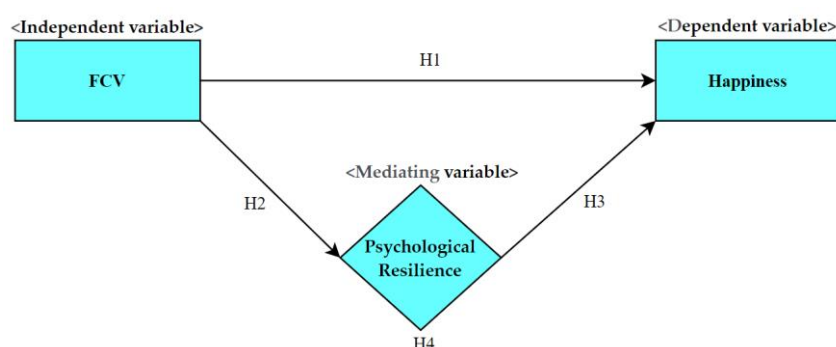 <Independent variable>
<Dependent variable>
FCV
H1
Happiness
<Mediating variable>
H2
H3
Psychological
Resilience
H4